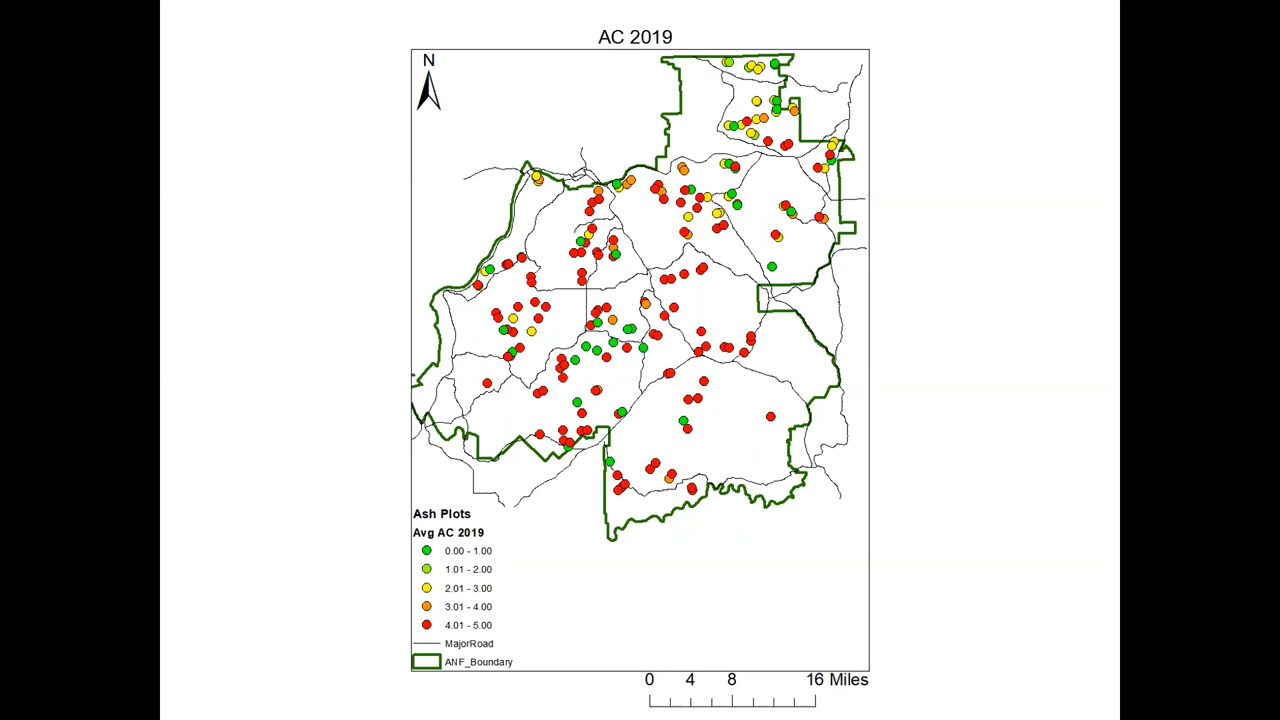 AC 2019
N
Ash Plots
Avg AC 2019
0.00 - 1.00
1.01 - 2.00
2.01 - 3.00
3.01 - 4.00
4.01 - 5.00
MajorRoad
ANF_Boundary
0 4 8 16 Miles